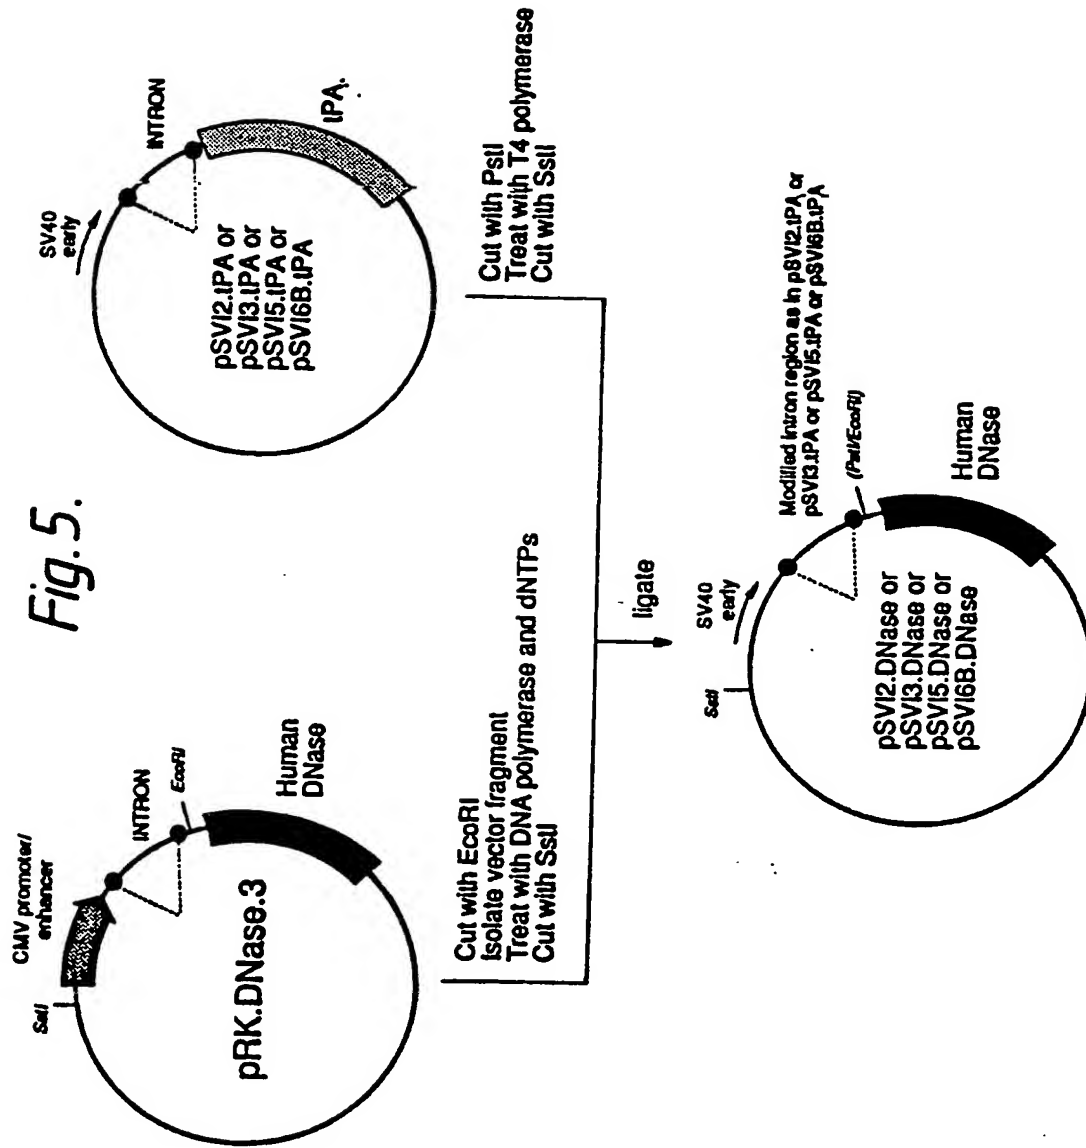 Fig. 5.
SstI
CMV promoter/
enhancer
INTRON
EcoRI
pRK.DNase.3
Human
DNase
SV40
early
INTRON
pSVI2.tPA or
pSVI3.tPA or
pSVI5.tPA or
pSVI6B.tPA
tPA.
Cut with EcoRI
Isolate vector fragment
Treat with DNA polymerase and dNTPs
Cut with SstI
Cut with PstI
Treat with T4 polymerase
Cut with SstI
ligate
SstI
SV40
early
Modified intron region as in pSVI2.tPA or
pSVI3.tPA or pSVI5.tPA or pSVI6B.tPA
(PstI/EcoRI)
pSVI2.DNase or
pSVI3.DNase or
pSVI5.DNase or
pSVI6B.DNase
Human
DNase